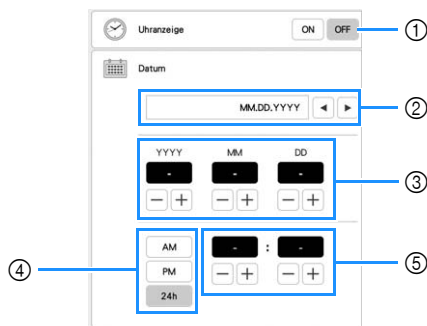 Uhranzeige ON OFF ①
Datum
MM.DD.YYYY ◄ ► ②
YYYY MM DD
- - - ③
− + − + − +
AM - : - 
④ PM − + − + ⑤
24h